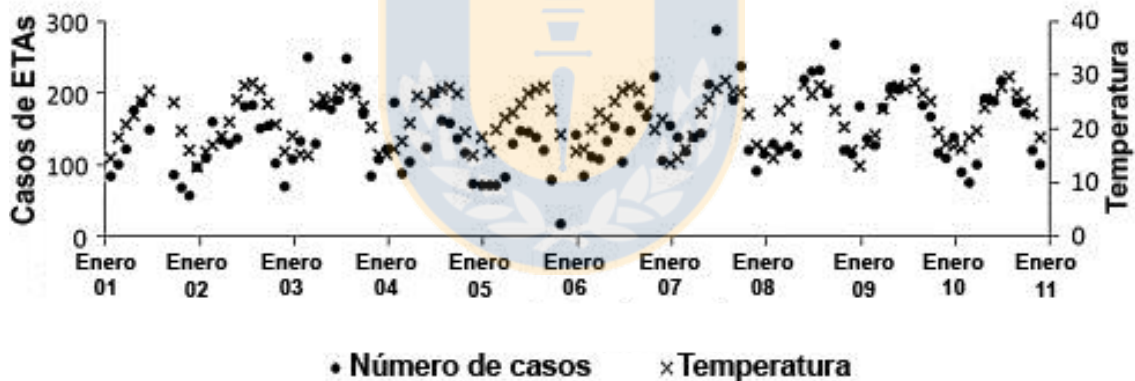 Casos de ETAs
300
200
100
0
40
30
20
10
0
Temperatura
Enero 01
Enero 02
Enero 03
Enero 04
Enero 05
Enero 06
Enero 07
Enero 08
Enero 09
Enero 10
Enero 11
• Número de casos × Temperatura